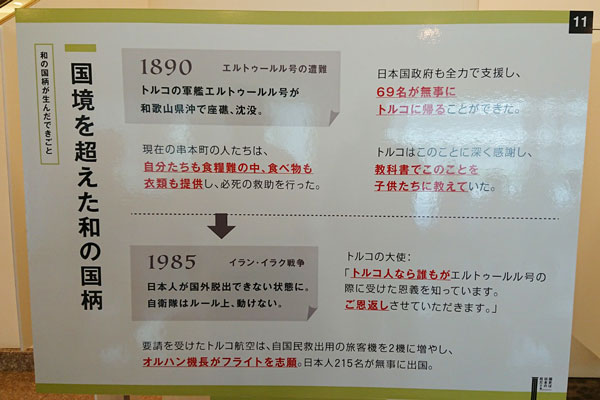 11
和の国柄が生んだできごと
国境を超えた和の国柄
1890 エルトゥールル号の遭難
トルコの軍艦エルトゥールル号が
和歌山県沖で座礁、沈没。
現在の串本町の人たちは、
自分たちも食糧難の中、食べ物も
衣類も提供し、必死の救助を行った。
日本国政府も全力で支援し、
69名が無事に
トルコに帰ることができた。
トルコはこのことに深く感謝し、
教科書でこのことを
子供たちに教えていた。
1985 イラン・イラク戦争
日本人が国外脱出できない状態に。
自衛隊はルール上、動けない。
トルコの大使:
「トルコ人なら誰もがエルトゥールル号の
際に受けた恩義を知っています。
ご恩返しさせていただきます。」
要請を受けたトルコ航空は、自国民救出用の旅客機を2機に増やし、
オルハン機長がフライトを志願。日本人215名が無事に出国。